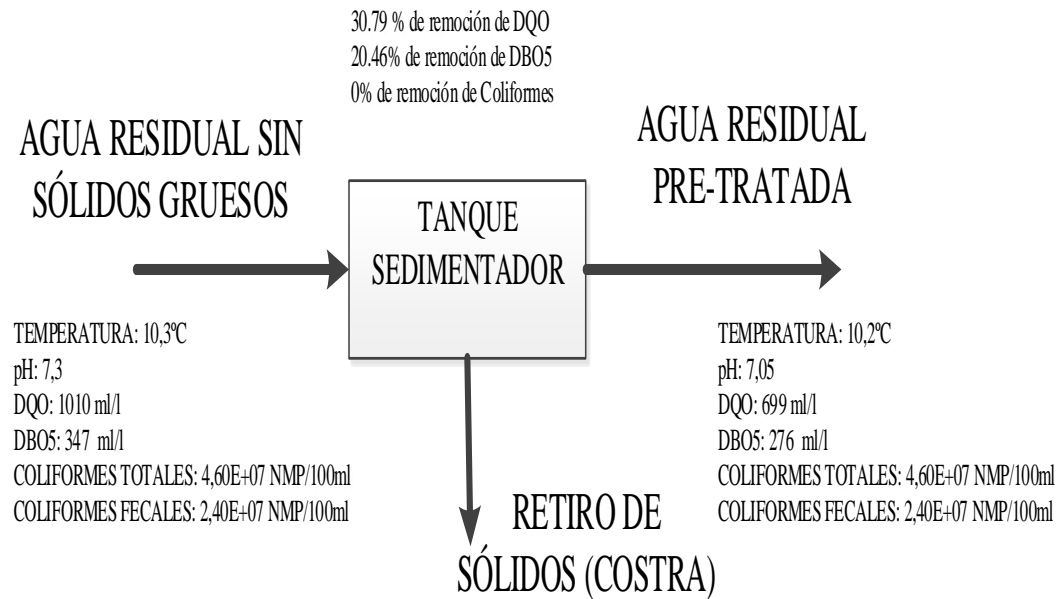 30.79 % de remoción de DQO
20.46% de remoción de DBO5
0% de remoción de Coliformes
AGUA RESIDUAL SIN
SÓLIDOS GRUESOS
AGUA RESIDUAL
PRE-TRATADA
TANQUE
SEDIMENTADOR
TEMPERATURA: 10,3ºC
pH: 7,3
DQO: 1010 ml/l
DBO5: 347 ml/l
COLIFORMES TOTALES: 4,60E+07 NMP/100ml
COLIFORMES FECALES: 2,40E+07 NMP/100ml
TEMPERATURA: 10,2ºC
pH: 7,05
DQO: 699 ml/l
DBO5: 276 ml/l
COLIFORMES TOTALES: 4,60E+07 NMP/100ml
COLIFORMES FECALES: 2,40E+07 NMP/100ml
RETIRO DE
SÓLIDOS (COSTRA)